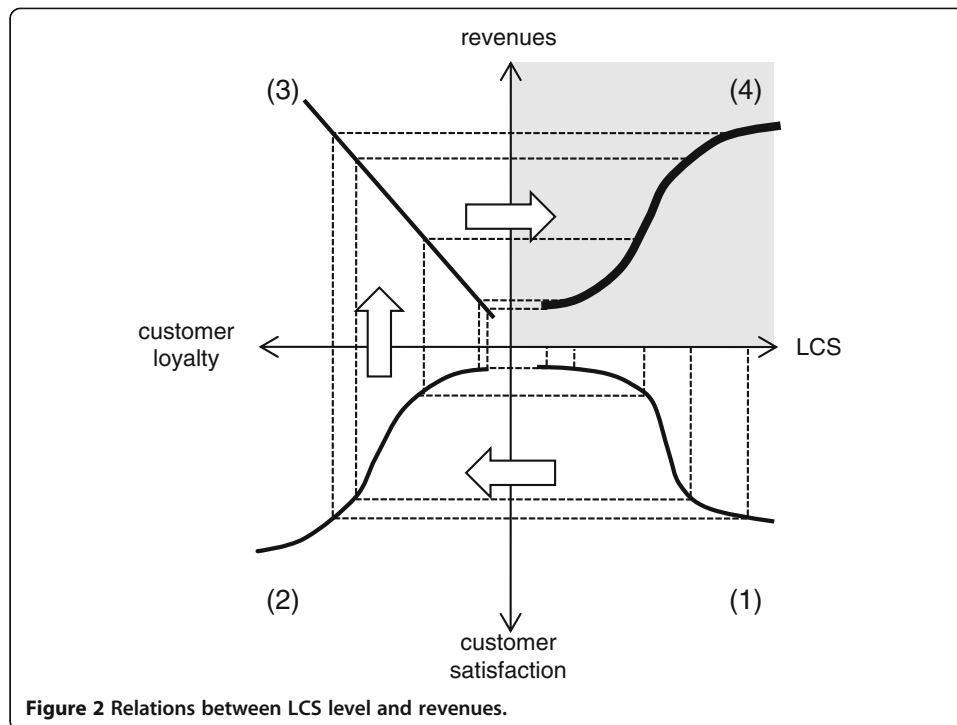 revenues
(3)
(4)
customer
loyalty
LCS
(2)
(1)
customer
satisfaction
Figure 2 Relations between LCS level and revenues.